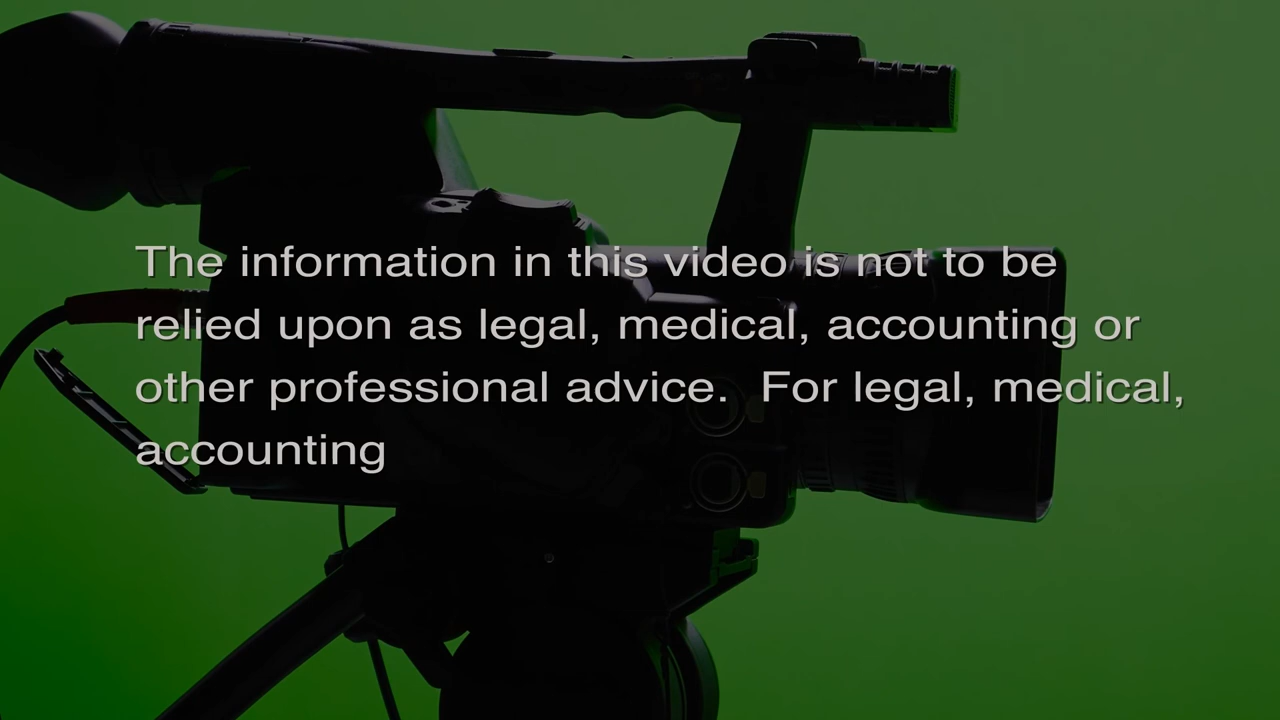 The information in this video is not to be
relied upon as legal, medical, accounting or
other professional advice.  For legal, medical,
accounting